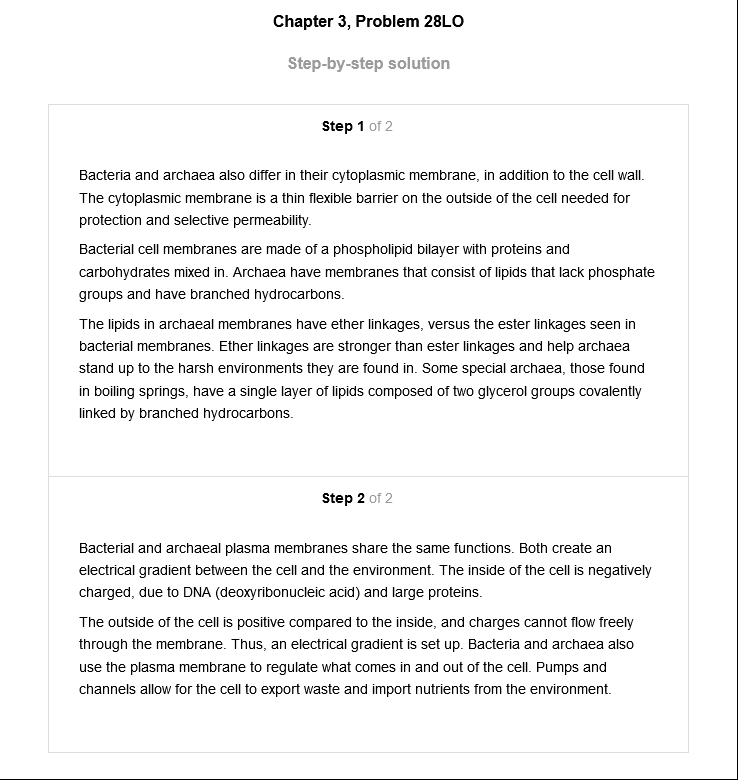 Chapter 3, Problem 28LO
Step-by-step solution
Step 1 of 2
Bacteria and archaea also differ in their cytoplasmic membrane, in addition to the cell wall.
The cytoplasmic membrane is a thin flexible barrier on the outside of the cell needed for
protection and selective permeability.
Bacterial cell membranes are made of a phospholipid bilayer with proteins and
carbohydrates mixed in. Archaea have membranes that consist of lipids that lack phosphate
groups and have branched hydrocarbons.
The lipids in archaeal membranes have ether linkages, versus the ester linkages seen in
bacterial membranes. Ether linkages are stronger than ester linkages and help archaea
stand up to the harsh environments they are found in. Some special archaea, those found
in boiling springs, have a single layer of lipids composed of two glycerol groups covalently
linked by branched hydrocarbons.
Step 2 of 2
Bacterial and archaeal plasma membranes share the same functions. Both create an
electrical gradient between the cell and the environment. The inside of the cell is negatively
charged, due to DNA (deoxyribonucleic acid) and large proteins.
The outside of the cell is positive compared to the inside, and charges cannot flow freely
through the membrane. Thus, an electrical gradient is set up. Bacteria and archaea also
use the plasma membrane to regulate what comes in and out of the cell. Pumps and
channels allow for the cell to export waste and import nutrients from the environment.